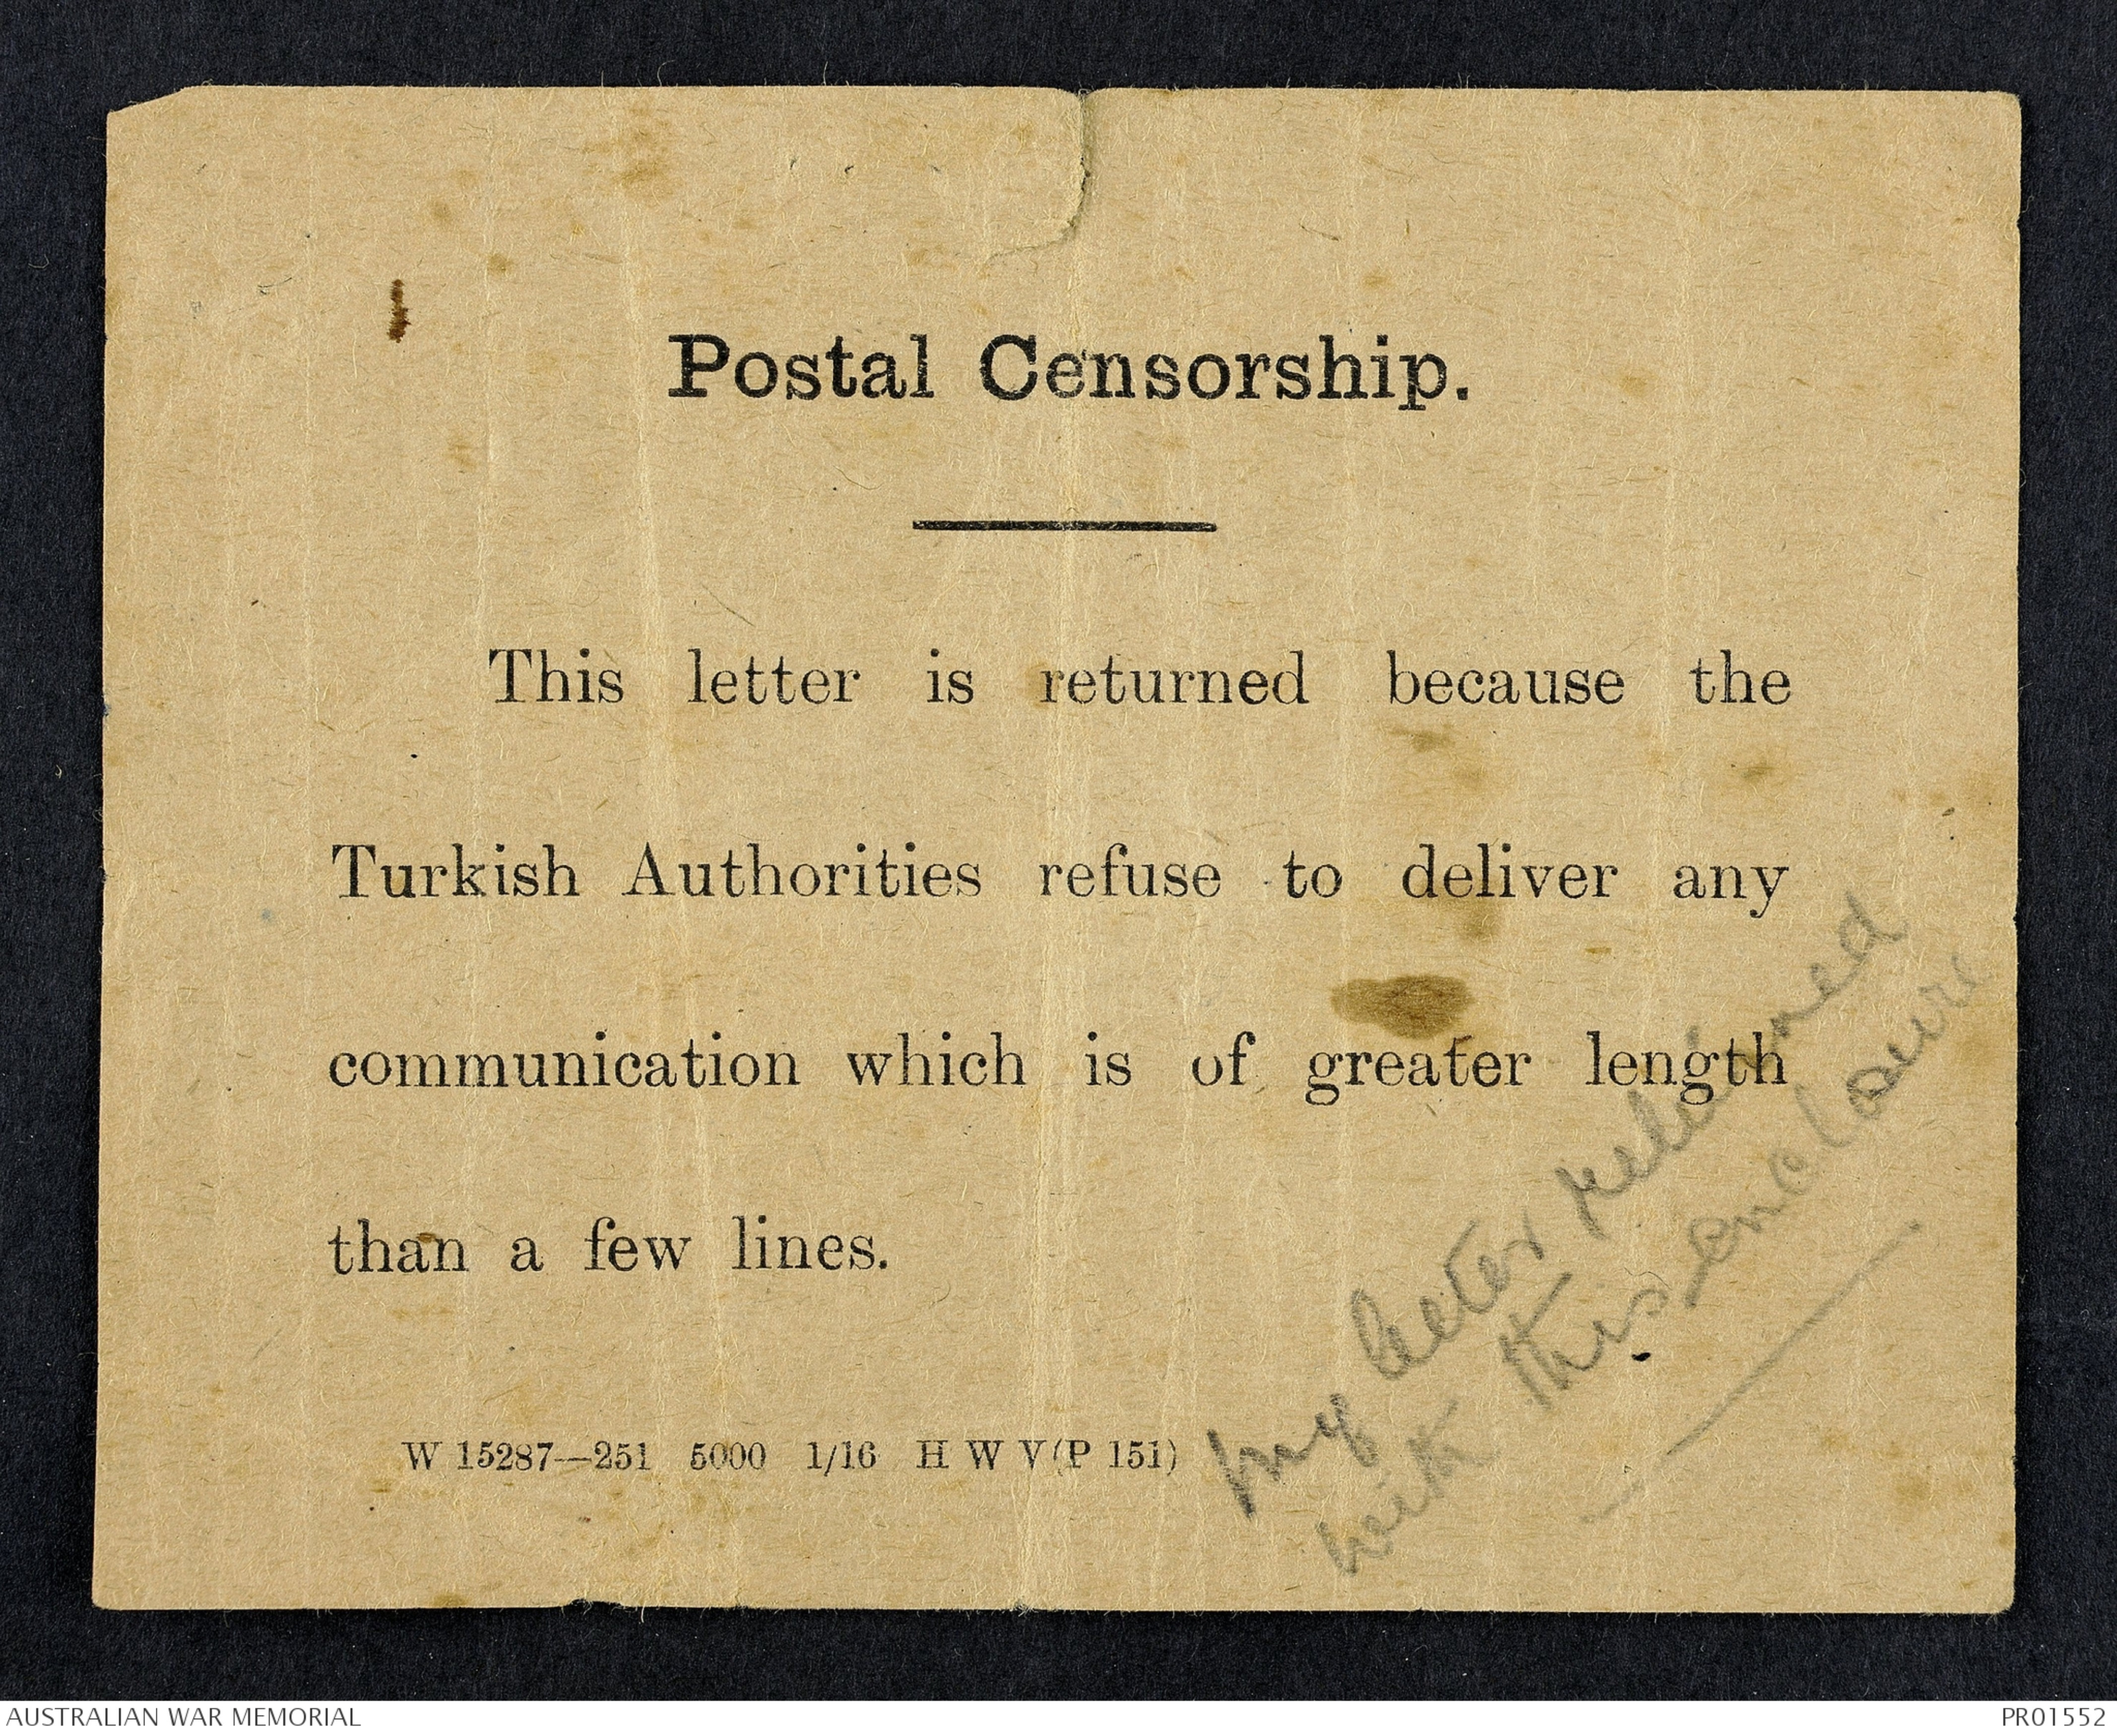 Postal Censorship.
This letter is returned because the
Turkish Authorities refuse to deliver any
communication which is of greater length
than a few lines.
W 15287—251 5000 1/16 H W V(P 151)
my letter returned
with this enclosure
AUSTRALIAN WAR MEMORIAL
PR01552